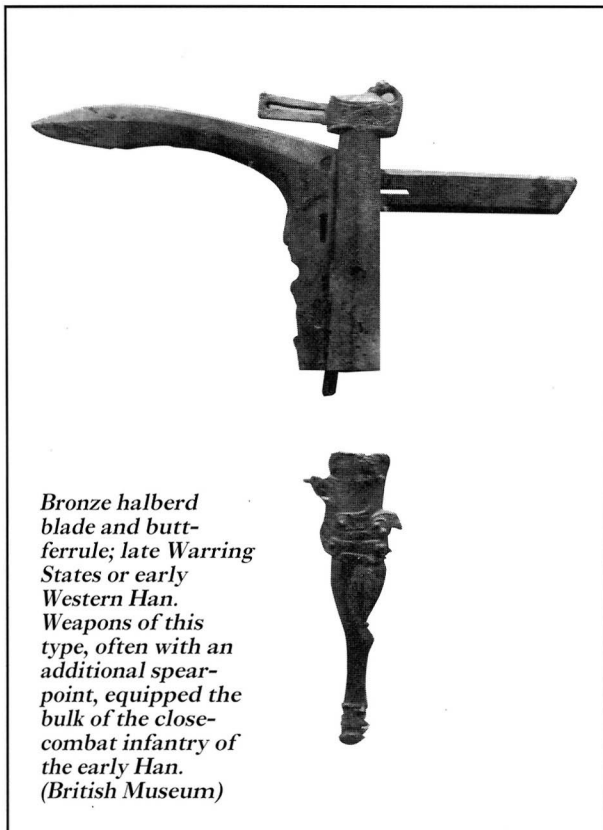 Bronze halberd
blade and butt-
ferrule; late Warring
States or early
Western Han.
Weapons of this
type, often with an
additional spear-
point, equipped the
bulk of the close-
combat infantry of
the early Han.
(British Museum)